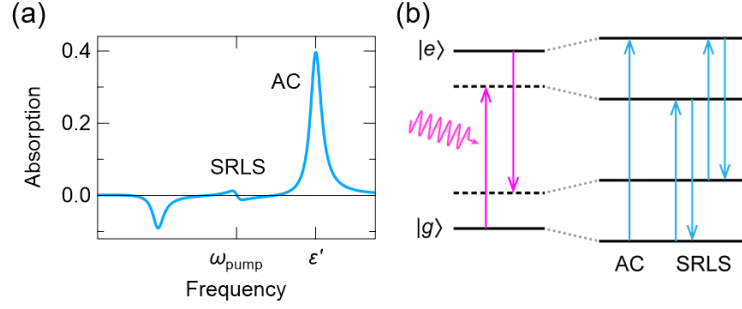 (a)
0.4
0.2
0.0
Absorption
AC
SRLS
ω_pump
ε'
Frequency
(b)
|e⟩
|g⟩
AC SRLS